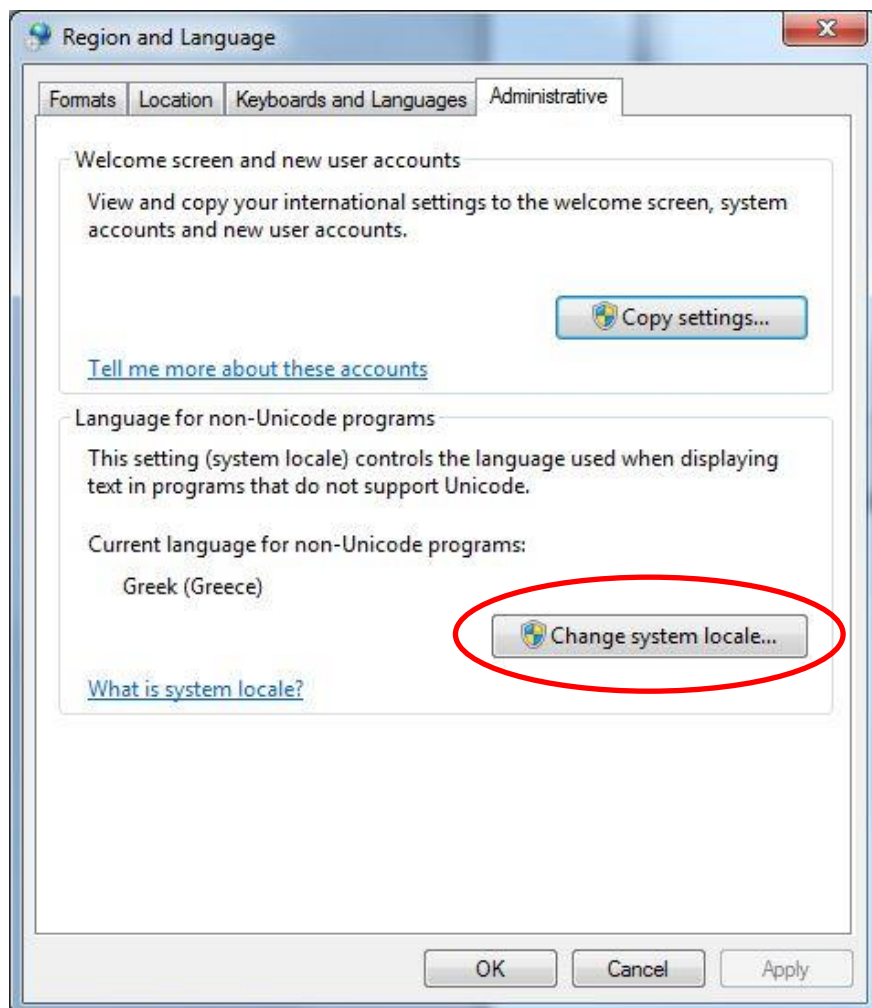 Region and Language
Formats Location Keyboards and Languages Administrative
Welcome screen and new user accounts
View and copy your international settings to the welcome screen, system
accounts and new user accounts.
Copy settings...
Tell me more about these accounts
Language for non-Unicode programs
This setting (system locale) controls the language used when displaying
text in programs that do not support Unicode.
Current language for non-Unicode programs:
Greek (Greece)
Change system locale...
What is system locale?
OK Cancel Apply